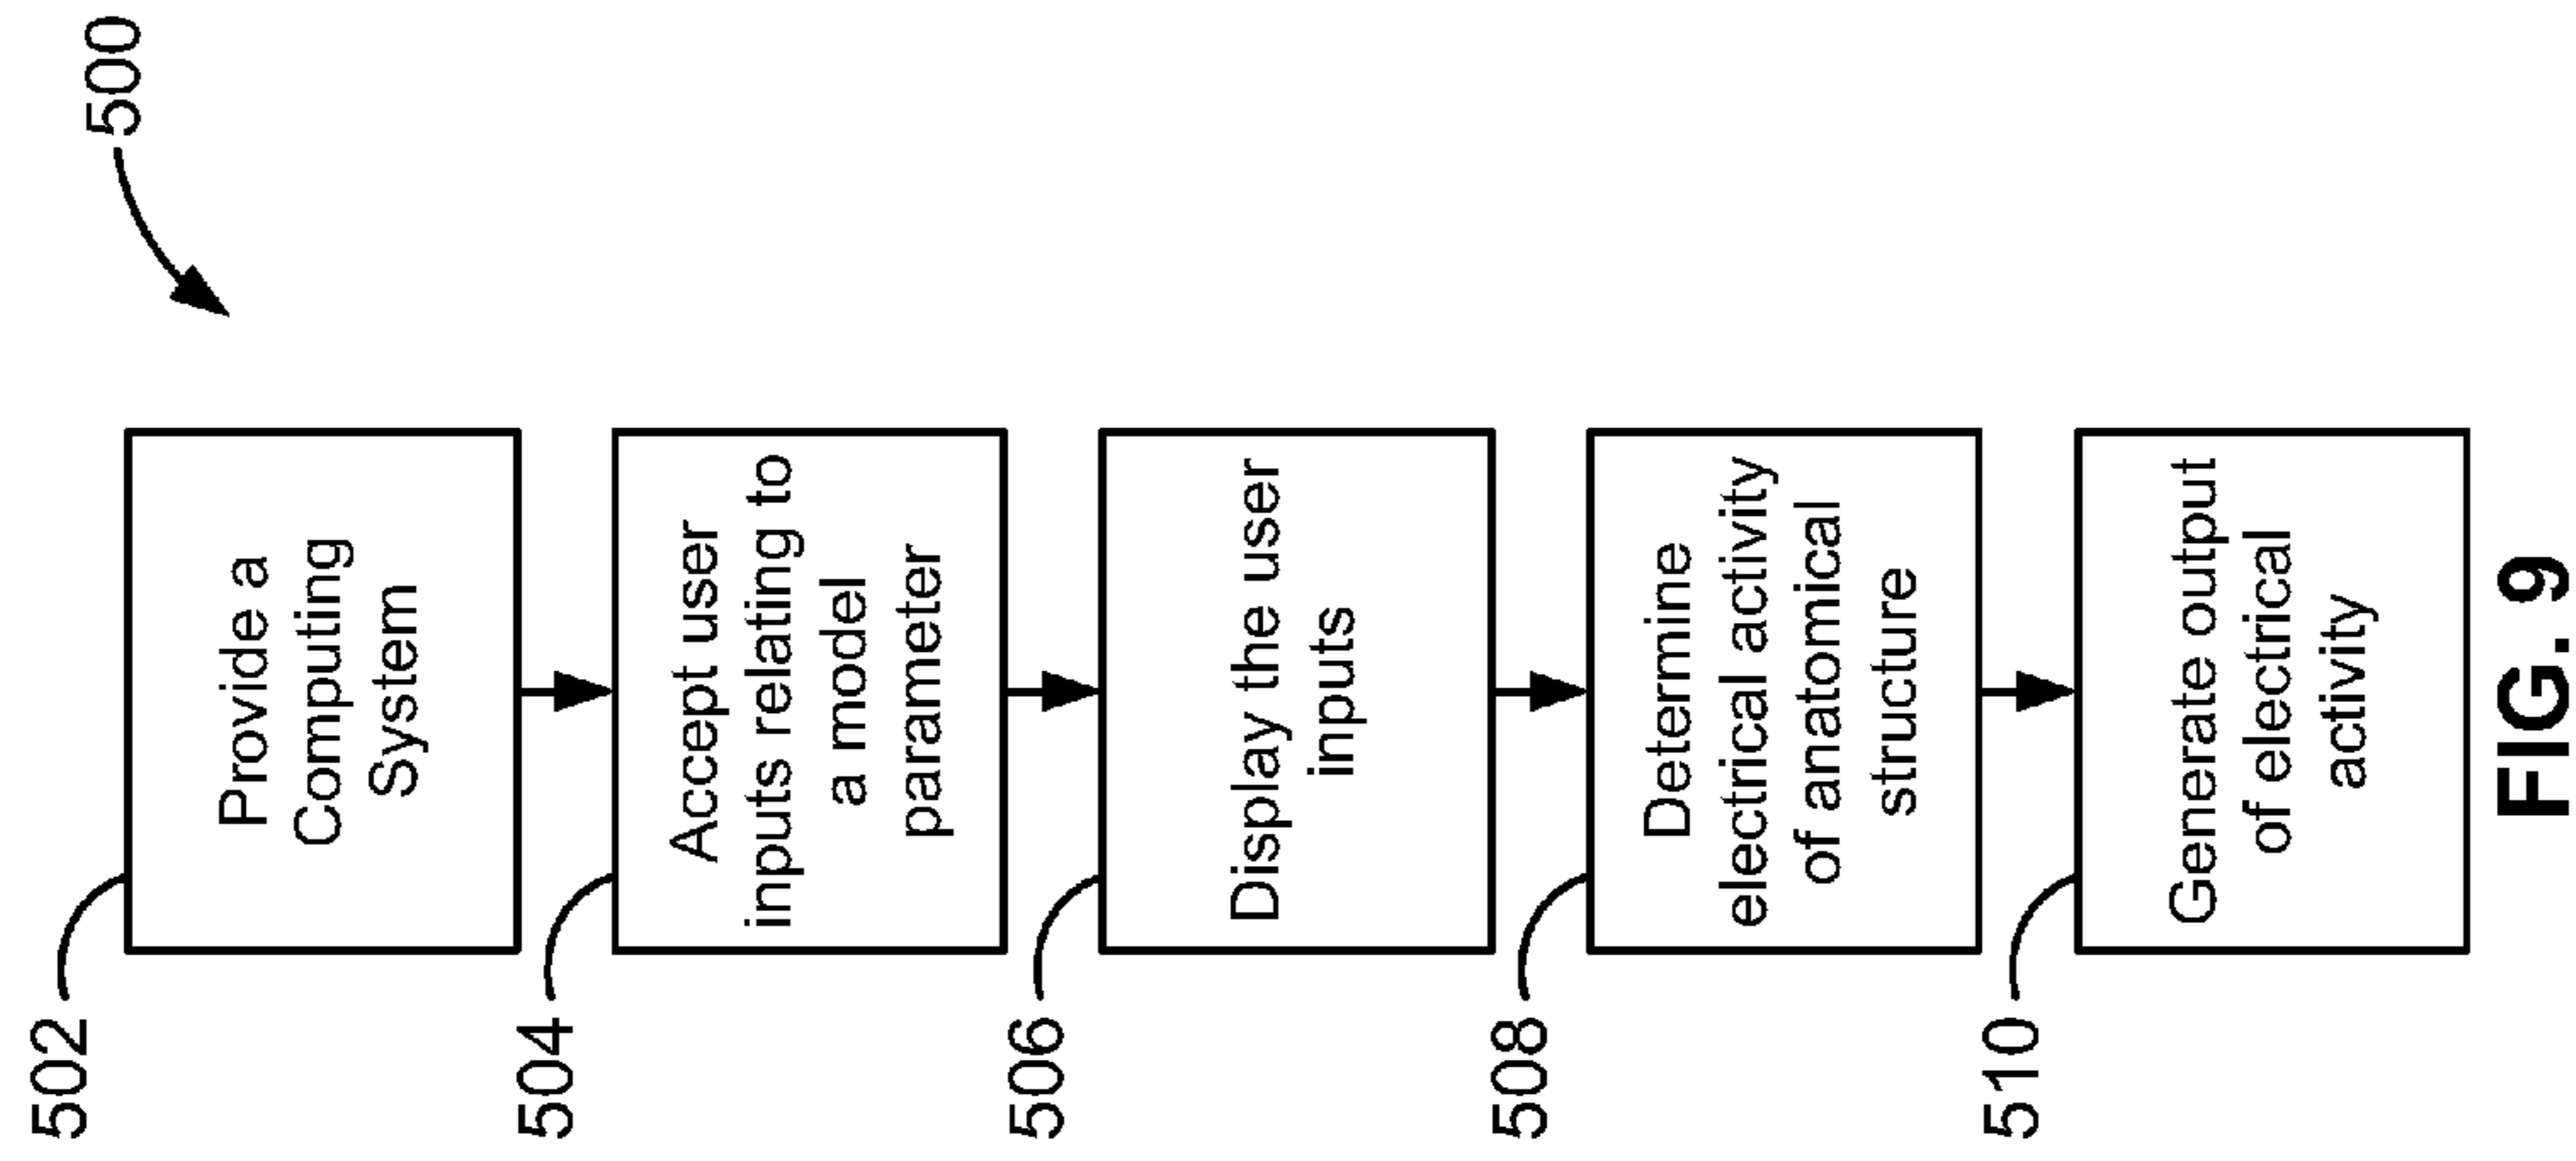 500
502
Provide a
Computing
System
504
Accept user
inputs relating to
a model
parameter
506
Display the user
inputs
508
Determine
electrical activity
of anatomical
structure
510
Generate output
of electrical
activity
FIG. 9